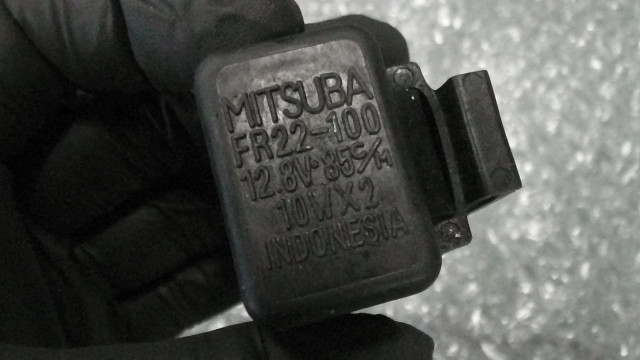 MITSUBA
FR22-100
12.8V·85C/M
10WX2
INDONESIA